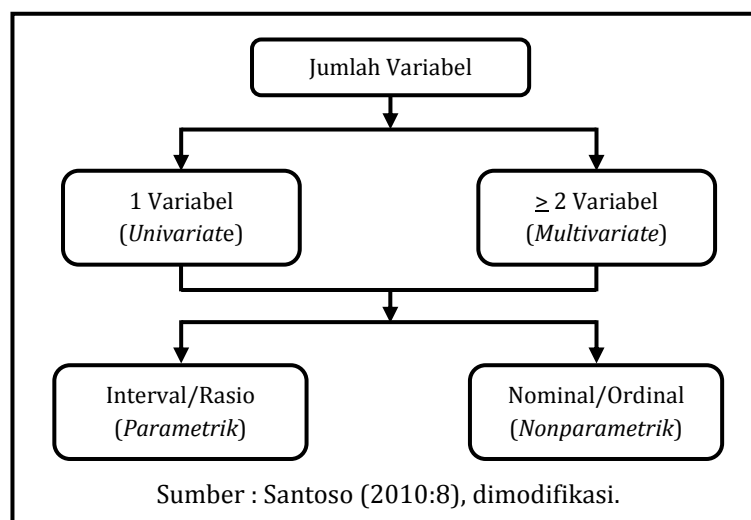 Jumlah Variabel
1 Variabel
(Univariate)
≥ 2 Variabel
(Multivariate)
Interval/Rasio
(Parametrik)
Nominal/Ordinal
(Nonparametrik)
Sumber : Santoso (2010:8), dimodifikasi.